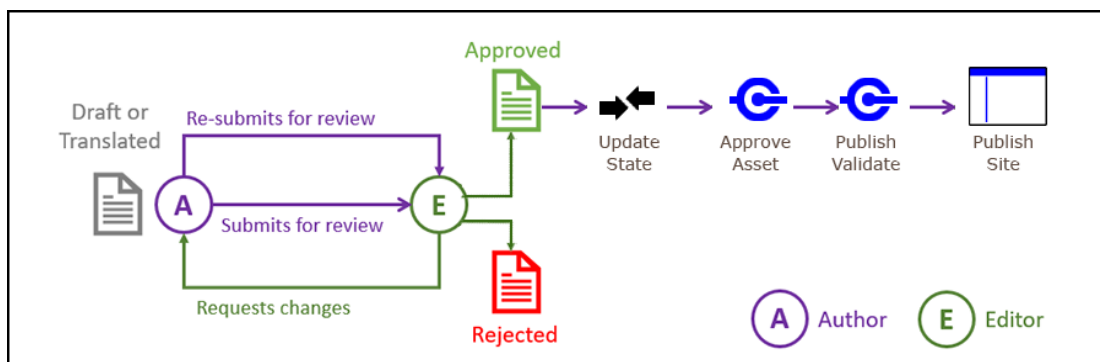 Draft or
Translated
Re-submits for review
A
Submits for review
E
Requests changes
Approved
Rejected
Update
State
Approve
Asset
Publish
Validate
Publish
Site
A Author
E Editor